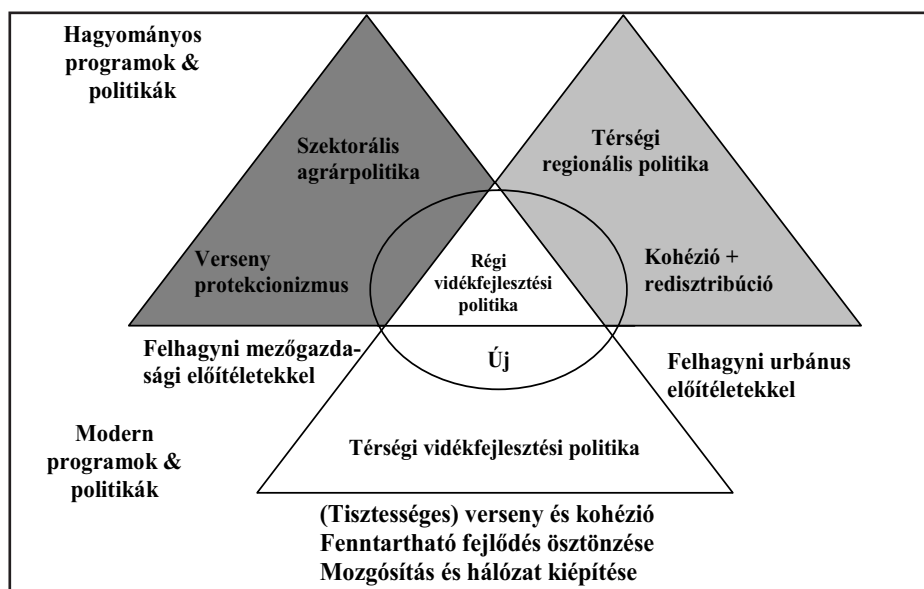 Hagyományos
programok &
politikák
Szektorális
agrárpolitika
Térségi
regionális politika
Verseny
protekcionizmus
Régi
vidékfejlesztési
politika
Kohézió +
redisztribúció
Felhagyni mezőgazda-
sági előítéletekkel
Új
Felhagyni urbánus
előítéletekkel
Modern
programok &
politikák
Térségi vidékfejlesztési politika
(Tisztességes) verseny és kohézió
Fenntartható fejlődés ösztönzése
Mozgósítás és hálózat kiépítése